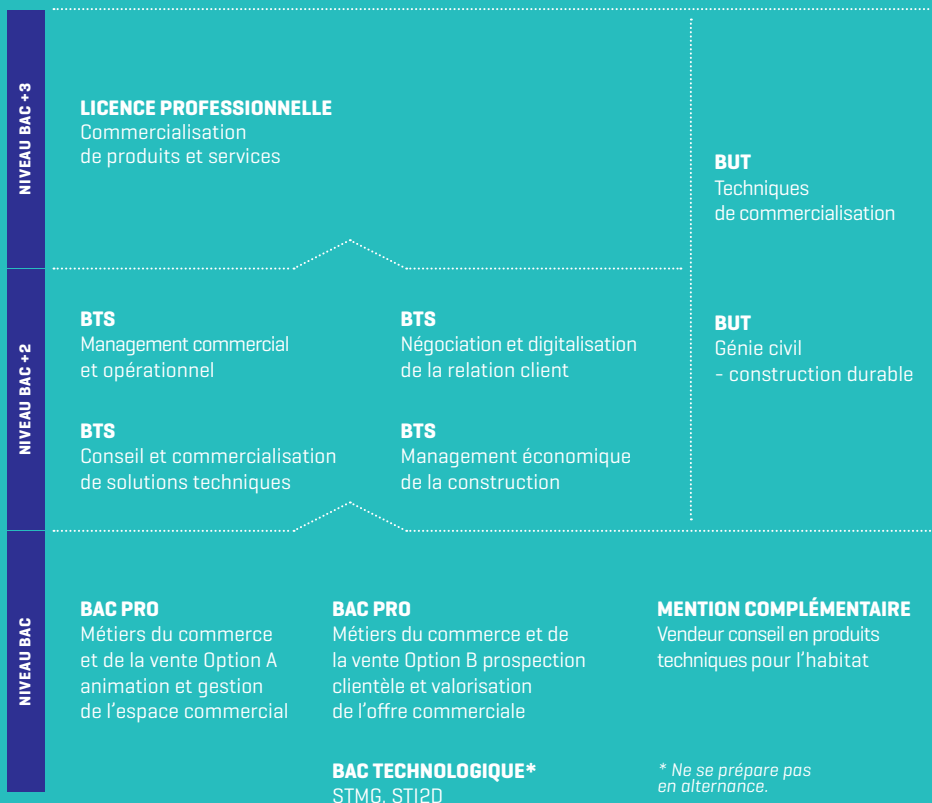 NIVEAU BAC +3
LICENCE PROFESSIONNELLE
Commercialisation
de produits et services
BUT
Techniques
de commercialisation
NIVEAU BAC +2
BTS
Management commercial
et opérationnel
BTS
Négociation et digitalisation
de la relation client
BTS
Conseil et commercialisation
de solutions techniques
BTS
Management économique
de la construction
BUT
Génie civil
- construction durable
NIVEAU BAC
BAC PRO
Métiers du commerce
et de la vente Option A
animation et gestion
de l'espace commercial
BAC PRO
Métiers du commerce et de
la vente Option B prospection
clientèle et valorisation
de l'offre commerciale
BAC TECHNOLOGIQUE*
STMG, STI2D
MENTION COMPLÉMENTAIRE
Vendeur conseil en produits
techniques pour l'habitat
* Ne se prépare pas
en alternance.